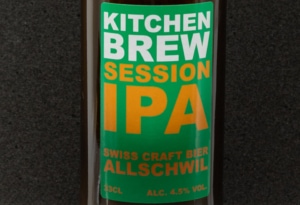 KITCHEN
BREW
SESSION
IPA
SWISS CRAFT BIER
ALLSCHWIL
33CL ALC. 4.5% VOL.